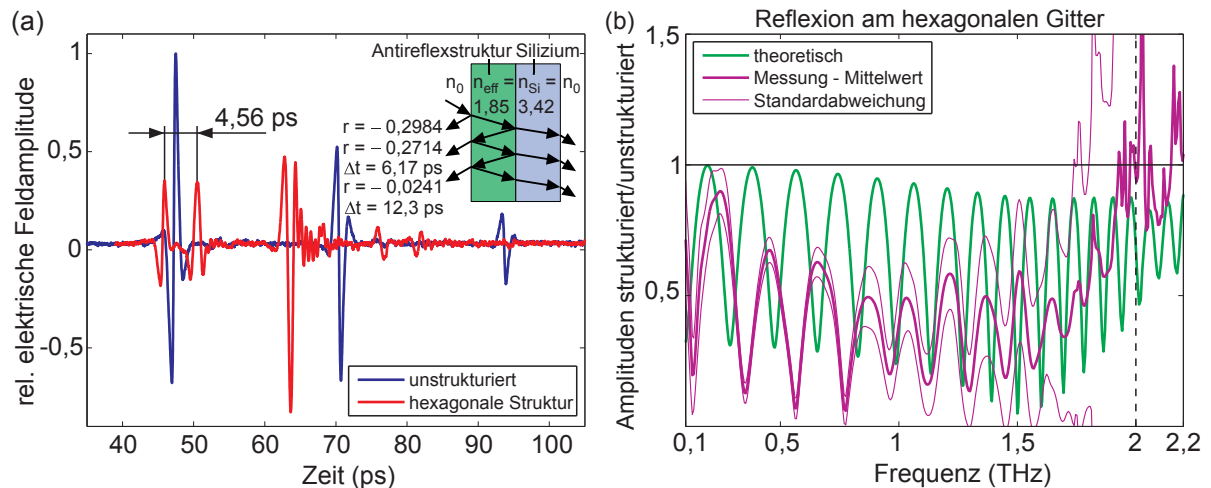 (a)
rel. elektrische Feldamplitude
1
0,5
0
-0,5
40 50 60 70 80 90 100
Zeit (ps)
4,56 ps
Antireflexstruktur Silizium
n0 neff = nSi = n0
1,85 3,42
r = – 0,2984
r = – 0,2714
Δt = 6,17 ps
r = – 0,0241
Δt = 12,3 ps
unstrukturiert
hexagonale Struktur
(b)
Reflexion am hexagonalen Gitter
Amplituden strukturiert/unstrukturiert
1,5
1
0,5
0,1 0,5 1 1,5 2 2,2
Frequenz (THz)
theoretisch
Messung - Mittelwert
Standardabweichung